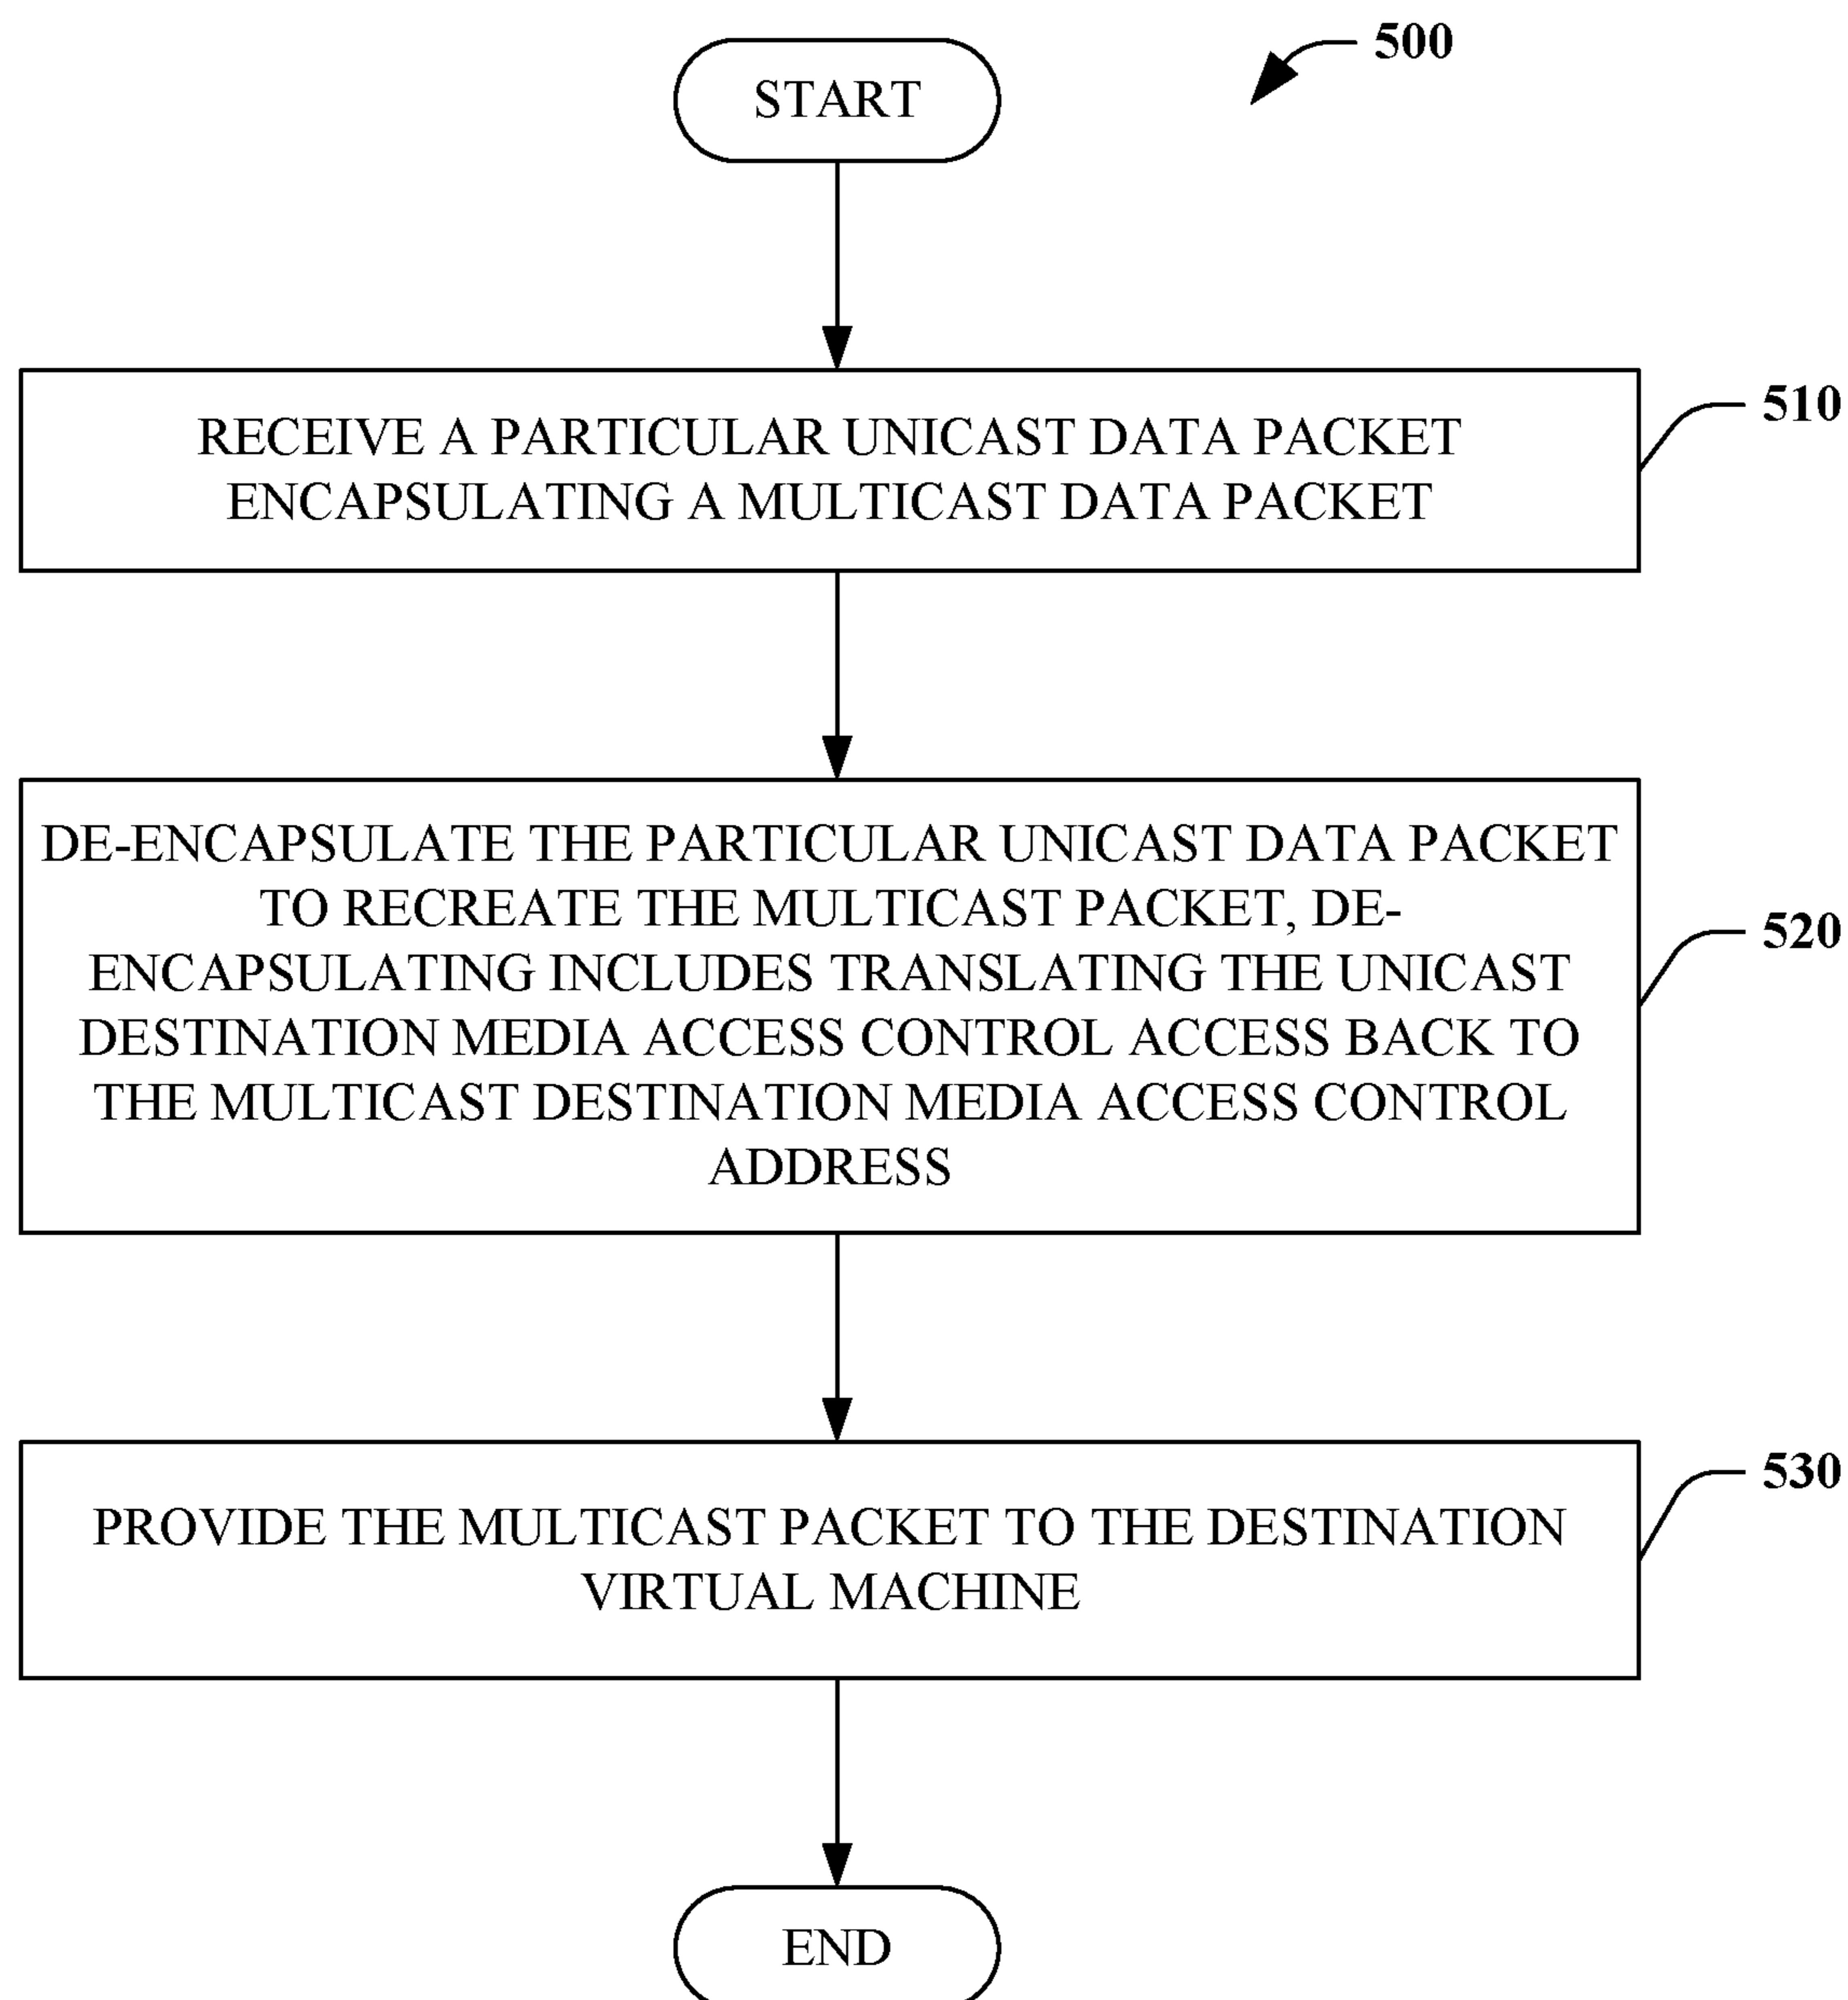 500
START
RECEIVE A PARTICULAR UNICAST DATA PACKET
ENCAPSULATING A MULTICAST DATA PACKET
510
DE-ENCAPSULATE THE PARTICULAR UNICAST DATA PACKET
TO RECREATE THE MULTICAST PACKET, DE-
ENCAPSULATING INCLUDES TRANSLATING THE UNICAST
DESTINATION MEDIA ACCESS CONTROL ACCESS BACK TO
THE MULTICAST DESTINATION MEDIA ACCESS CONTROL
ADDRESS
520
PROVIDE THE MULTICAST PACKET TO THE DESTINATION
VIRTUAL MACHINE
530
END